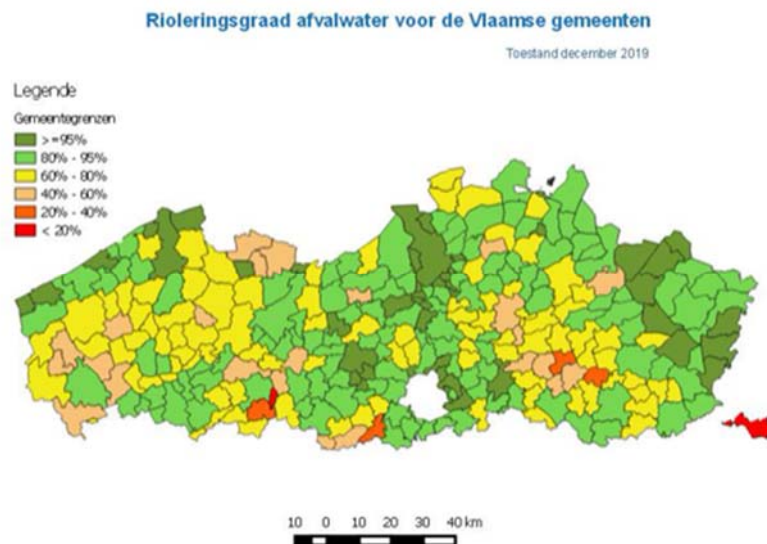 Rioleringsgraad afvalwater voor de Vlaamse gemeenten
Toestand december 2019
Legende
Gemeentegrenzen
>=95%
80% - 95%
60% - 80%
40% - 60%
20% - 40%
< 20%
10 0 10 20 30 40 km